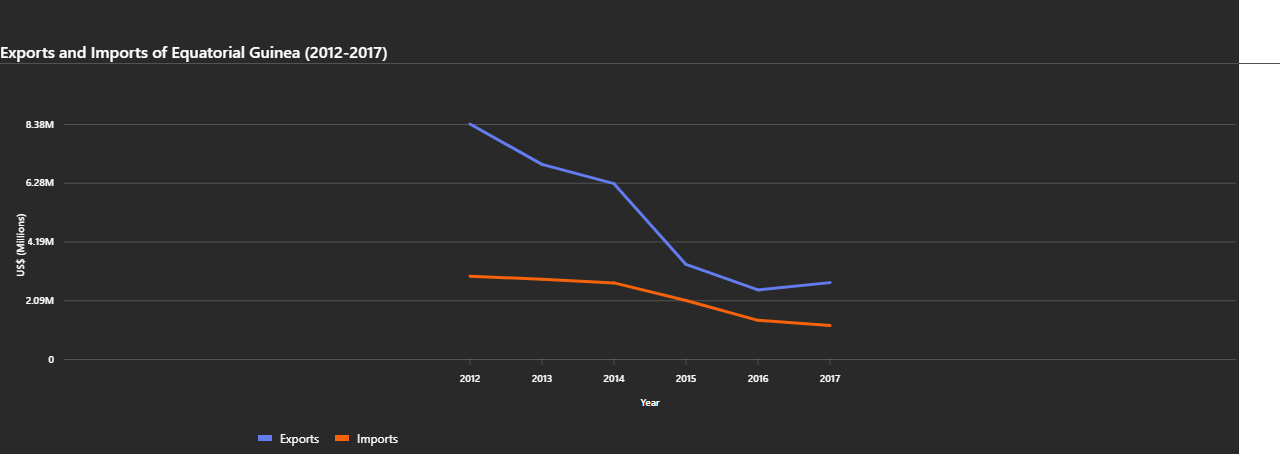 Exports and Imports of Equatorial Guinea (2012-2017)
8.38M
6.28M
4.19M
2.09M
0
US$ (Millions)
2012 2013 2014 2015 2016 2017
Year
Exports Imports